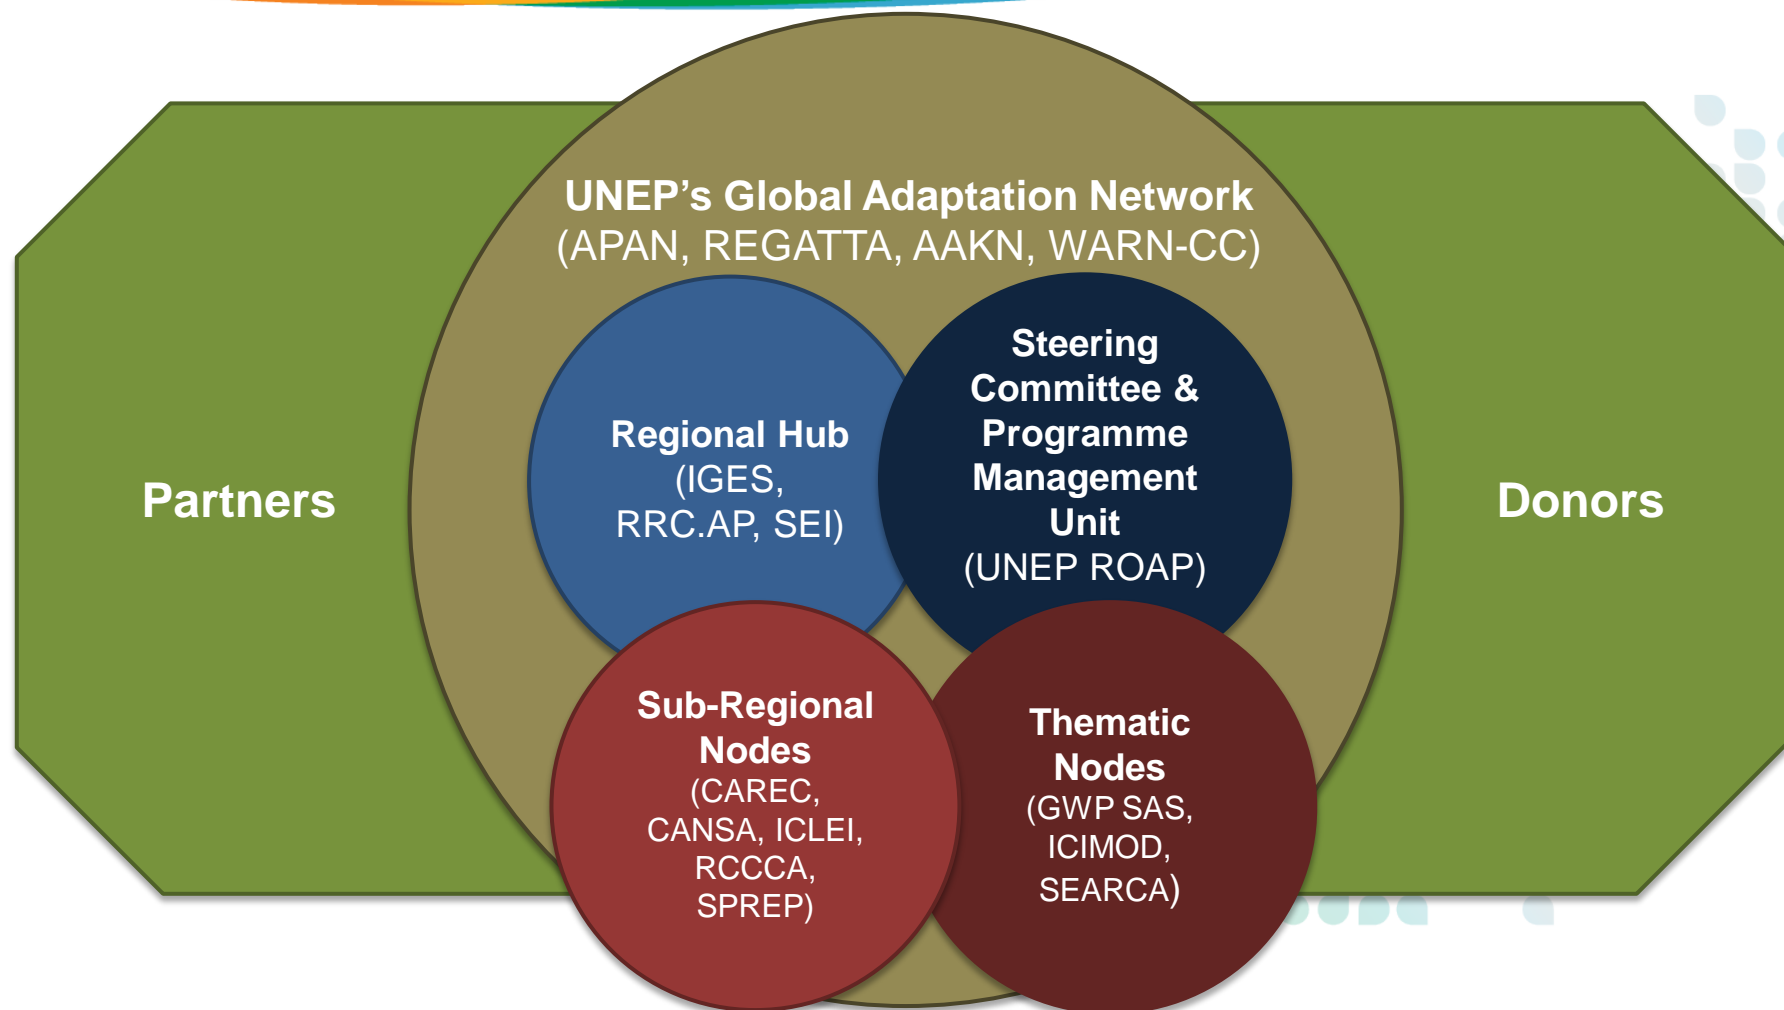 UNEP’s Global Adaptation Network
(APAN, REGATTA, AAKN, WARN-CC)
Regional Hub
(IGES,
RRC.AP, SEI)
Steering
Committee &
Programme
Management
Unit
(UNEP ROAP)
Partners
Donors
Sub-Regional
Nodes
(CAREC,
CANSA, ICLEI,
RCCCA,
SPREP)
Thematic
Nodes
(GWP SAS,
ICIMOD,
SEARCA)